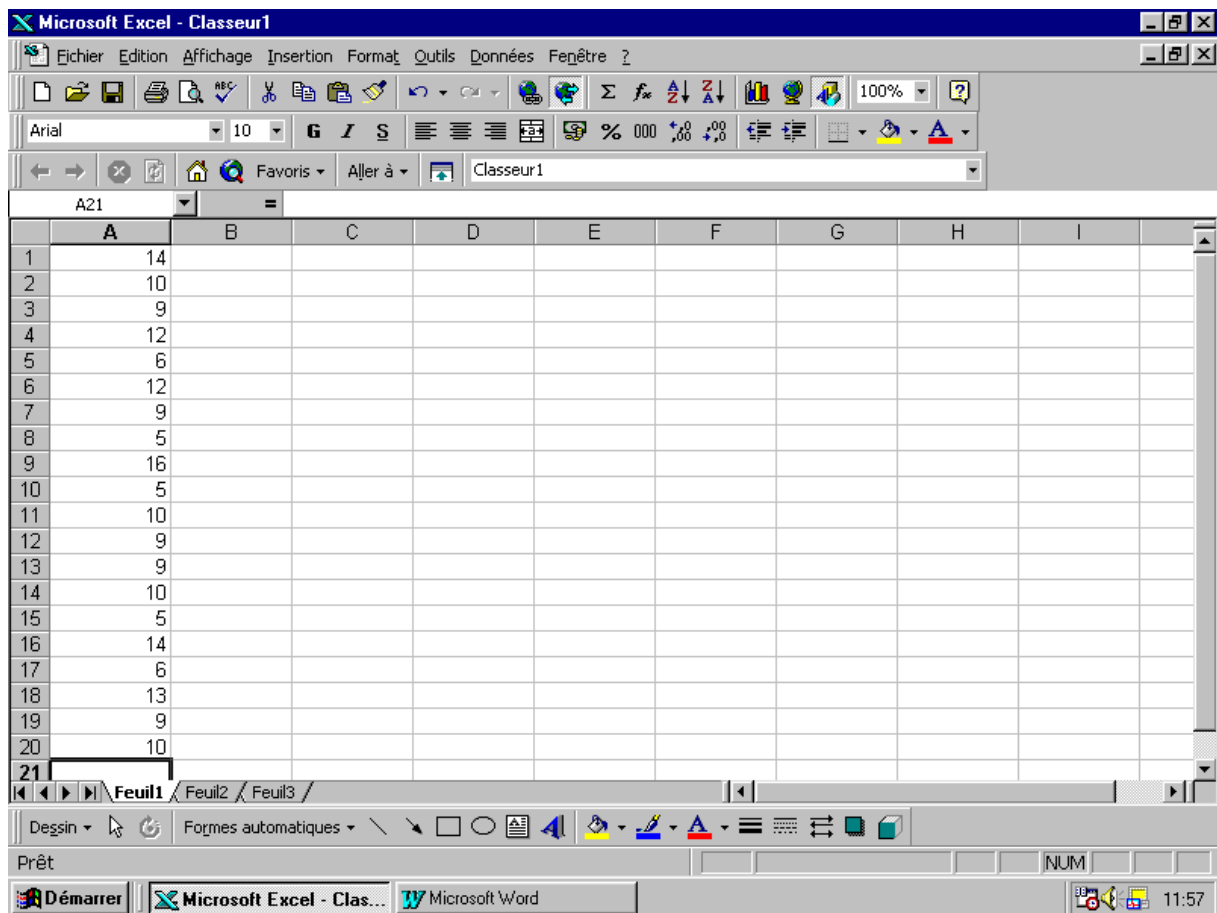 Microsoft Excel - Classeur1
Fichier Edition Affichage Insertion Format Outils Données Fenêtre ?
ABC Σ fx A Z Z A 100% ?
Arial 10 G I S a % 000 ,00 ,0 A
Favoris Aller à Classeur1
A21 =
A B C D E F G H I
1 14
2 10
3 9
4 12
5 6
6 12
7 9
8 5
9 16
10 5
11 10
12 9
13 9
14 10
15 5
16 14
17 6
18 13
19 9
20 10
21
Feuil1 Feuil2 Feuil3
Dessin Formes automatiques A A
Prêt NUM
Démarrer Microsoft Excel - Clas... Microsoft Word 11:57